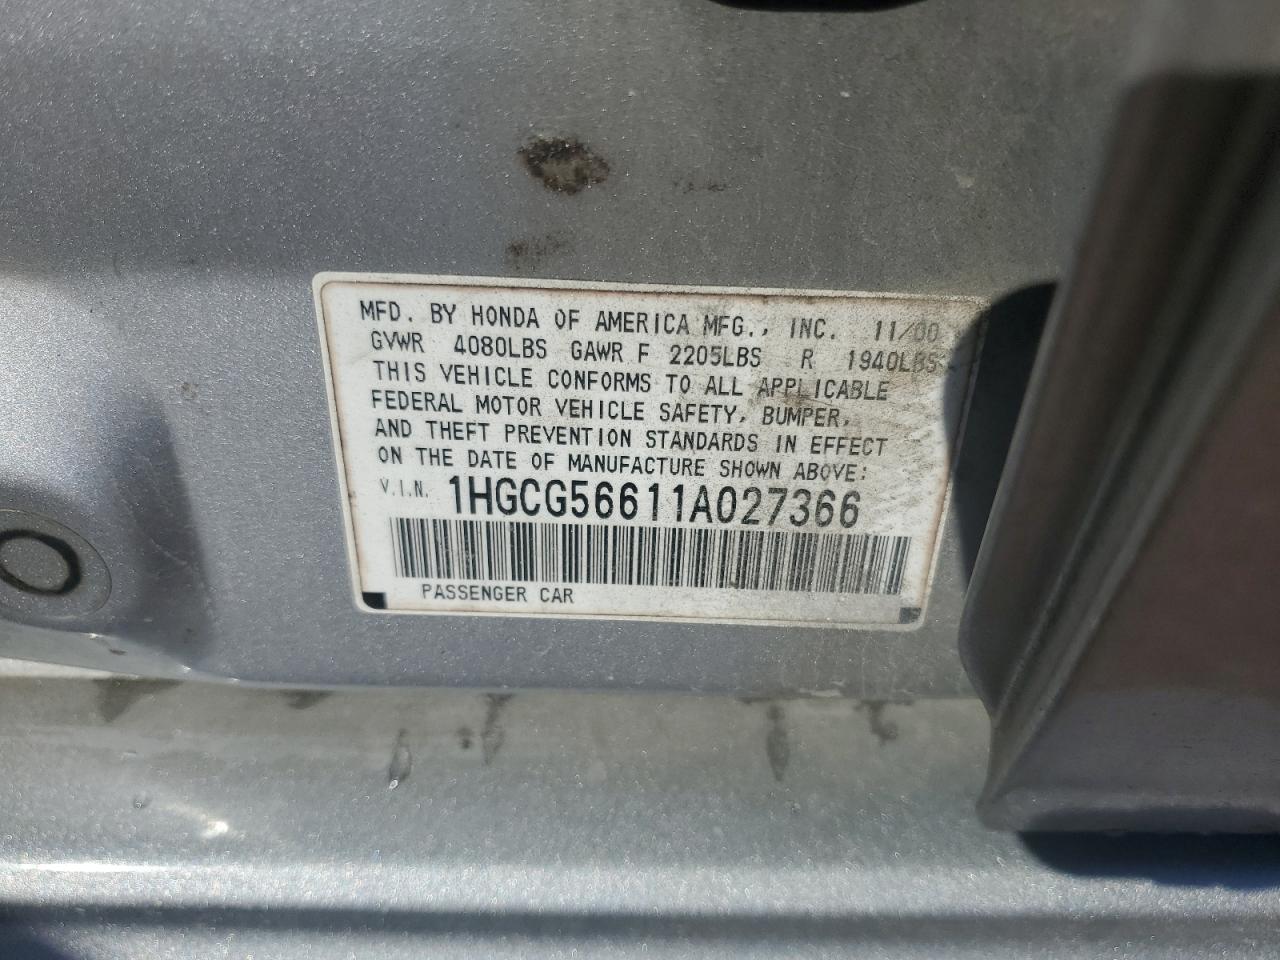 MFD. BY HONDA OF AMERICA MFG., INC. 11/00
GVWR 4080LBS GAWR F 2205LBS R 1940LBS
THIS VEHICLE CONFORMS TO ALL APPLICABLE
FEDERAL MOTOR VEHICLE SAFETY, BUMPER,
AND THEFT PREVENTION STANDARDS IN EFFECT
ON THE DATE OF MANUFACTURE SHOWN ABOVE:
V.I.N. 1HGCG56611A027366
PASSENGER CAR